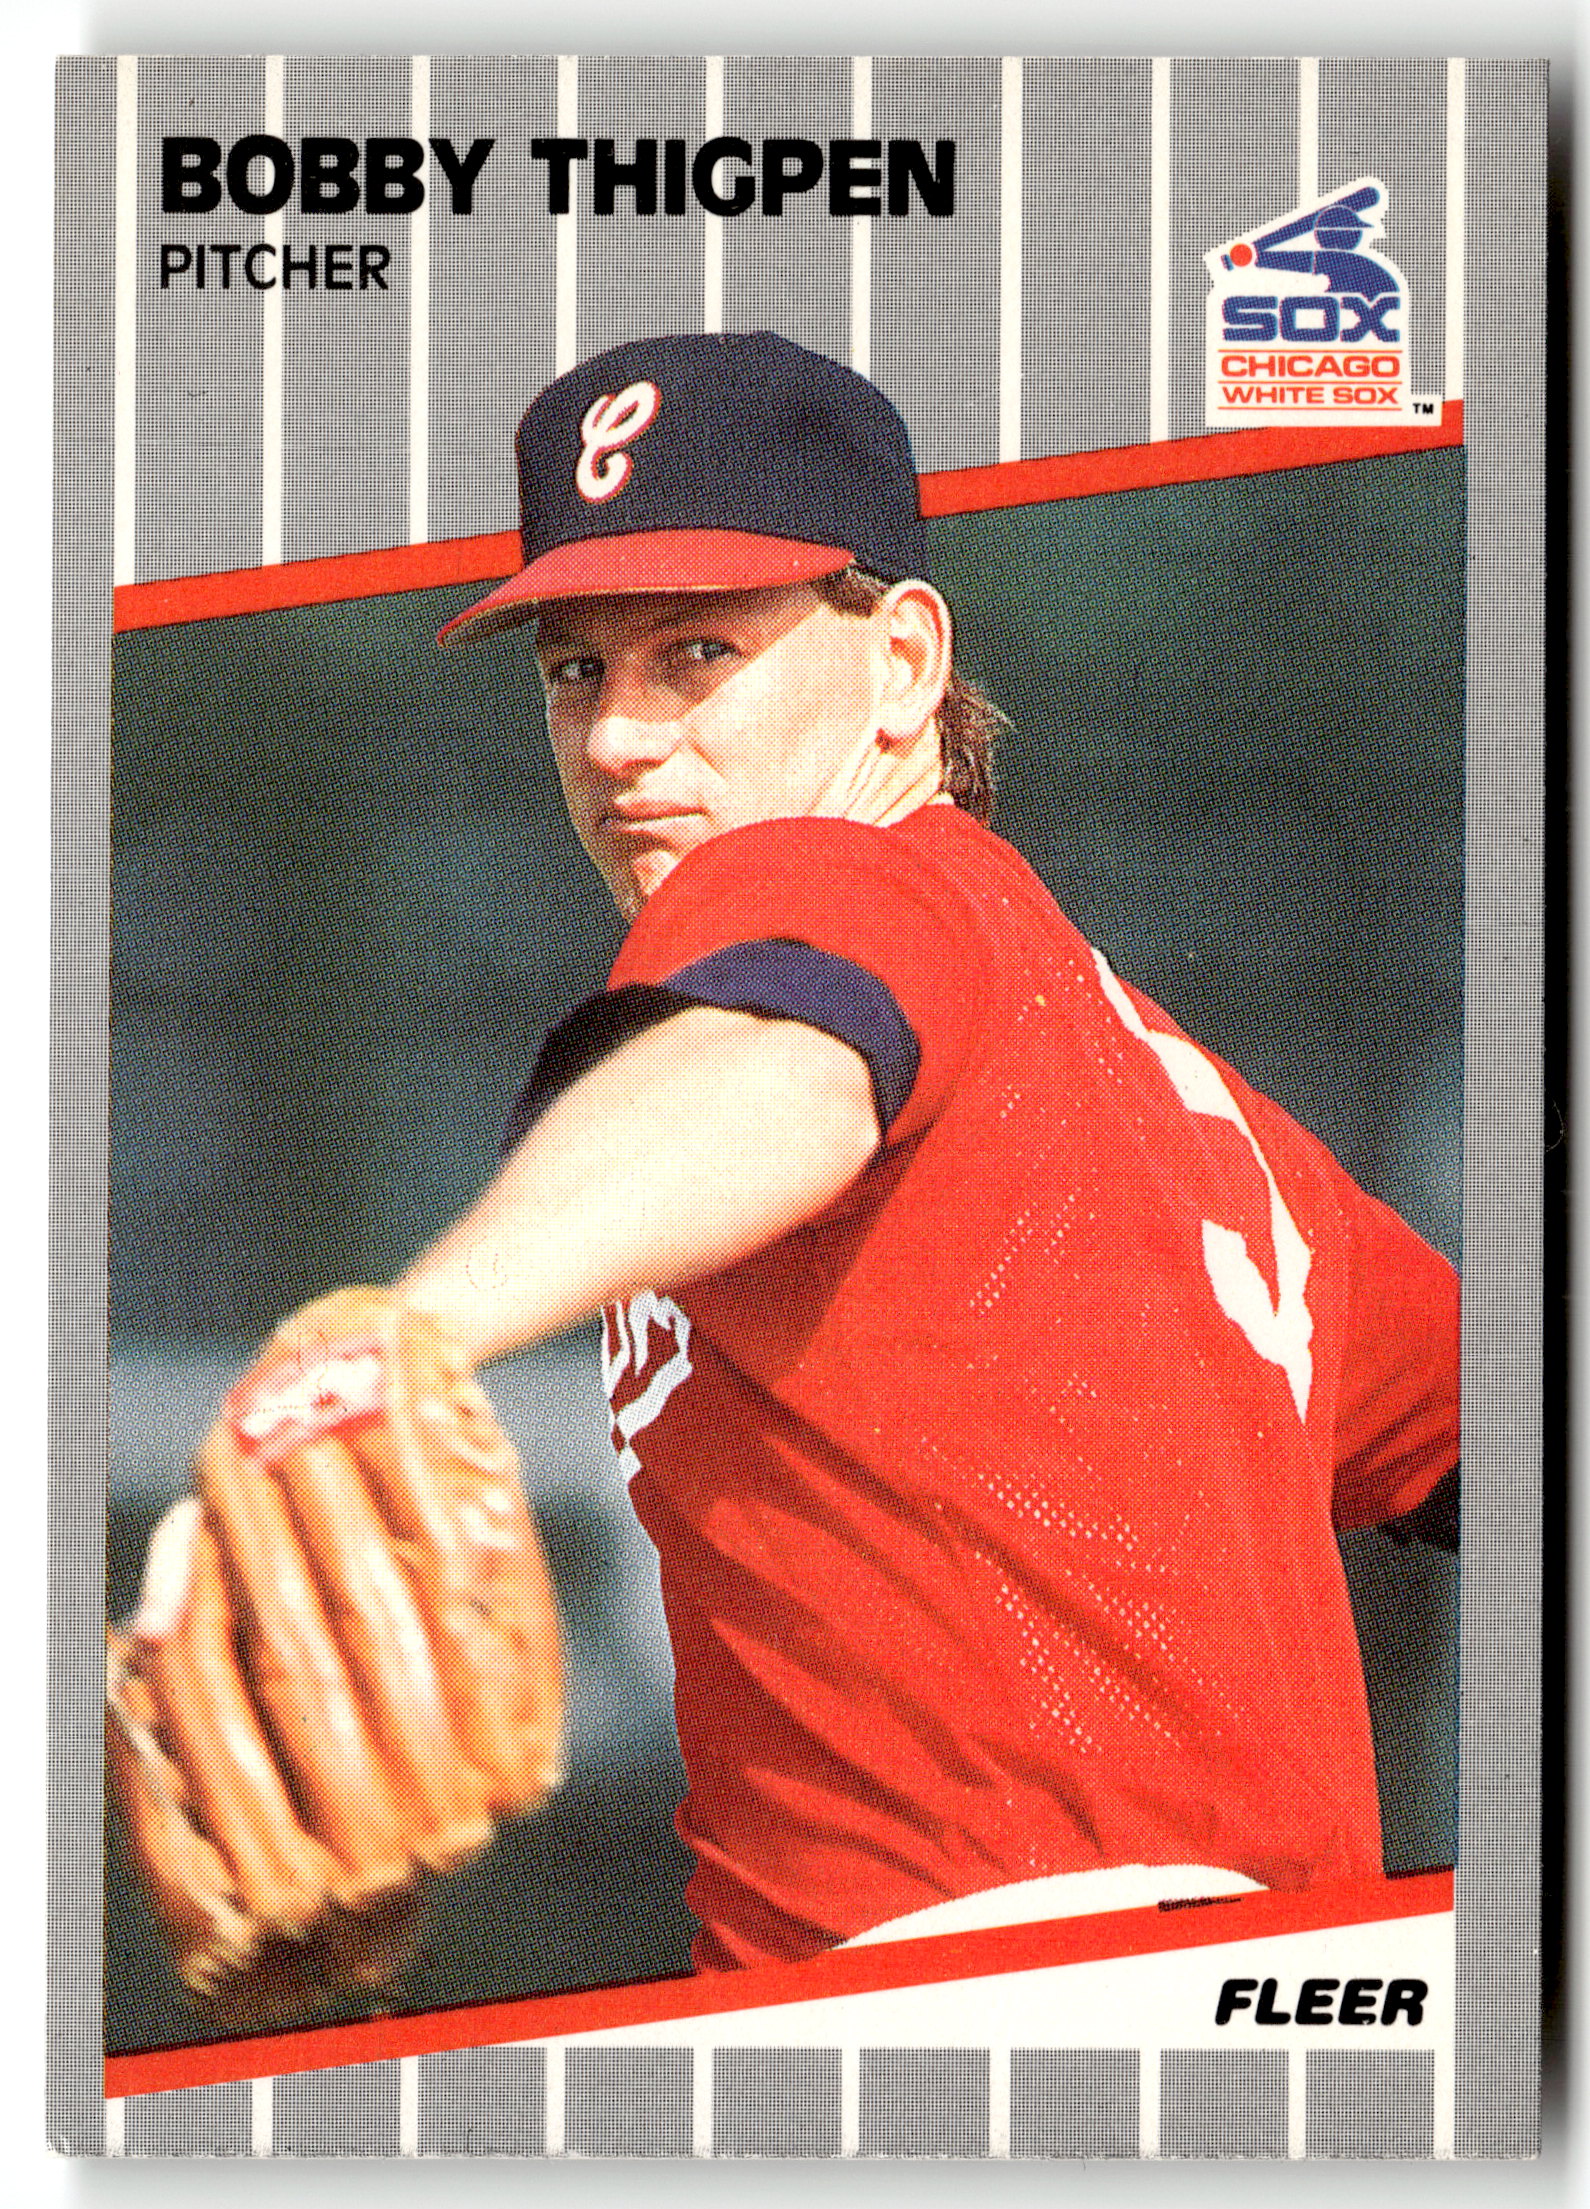 BOBBY THIGPEN
PITCHER
SOX
CHICAGO
WHITE SOX
TM
C
FLEER